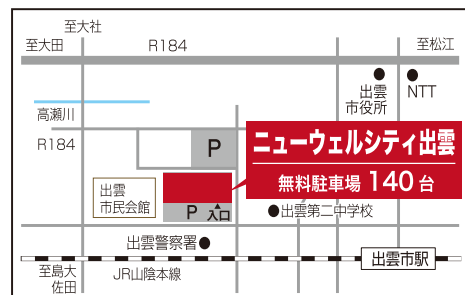 至大社
至大田
R184
至松江
出雲
市役所
NTT
高瀬川
R184
P
ニューウェルシティ出雲
無料駐車場 140 台
出雲
市民会館
P
入口
出雲第二中学校
出雲警察署
出雲市駅
至島大
佐田
JR山陰本線